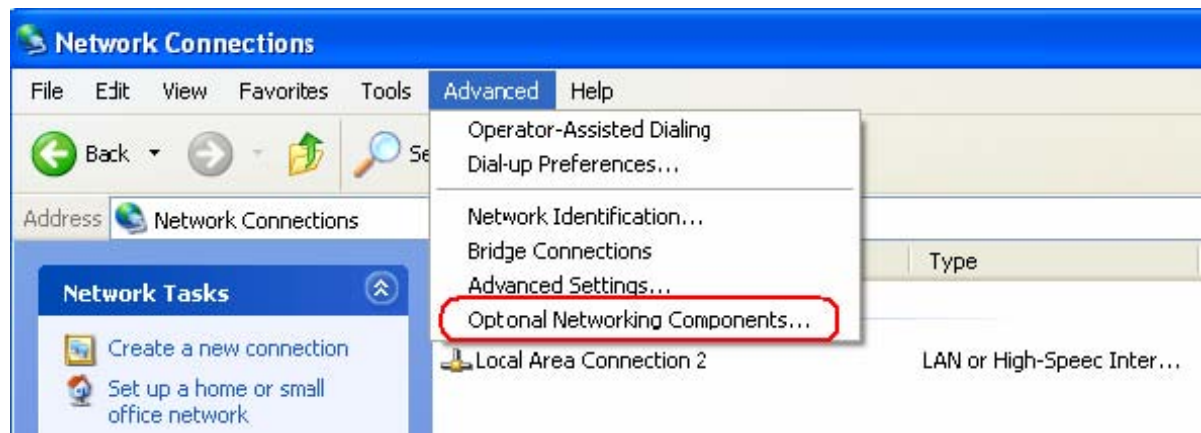 Network Connections
File Edit View Favorites Tools Advanced Help
Back
Se
Operator-Assisted Dialing
Dial-up Preferences...
Network Identification...
Bridge Connections
Advanced Settings...
Optional Networking Components...
Address Network Connections
Type
Network Tasks
Create a new connection
Set up a home or small
office network
Local Area Connection 2
LAN or High-Speed Inter...